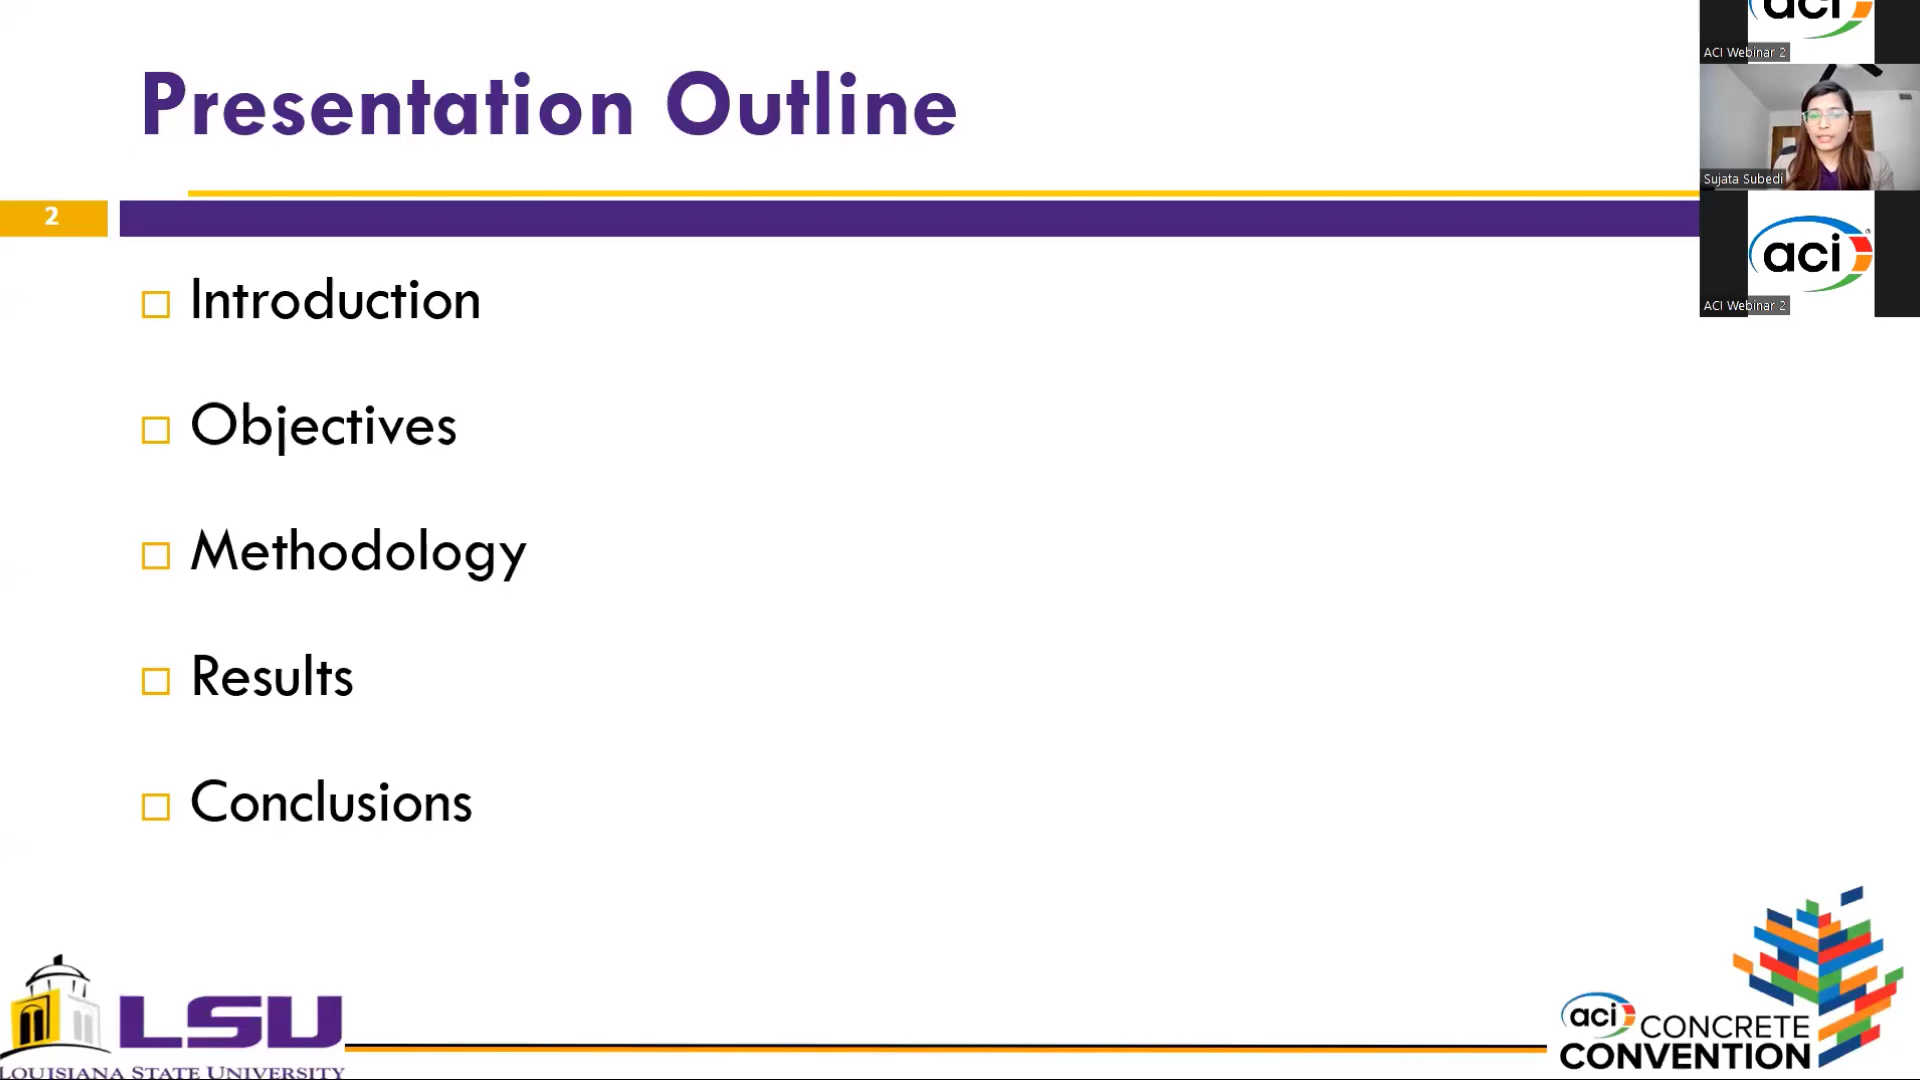 Presentation Outline
2
Introduction
Objectives
Methodology
Results
Conclusions
aci
ACI Webinar 2
Sujata Subedi
aci
ACI Webinar 2
LSU
LOUISIANA STATE UNIVERSITY
aci CONCRETE
CONVENTION